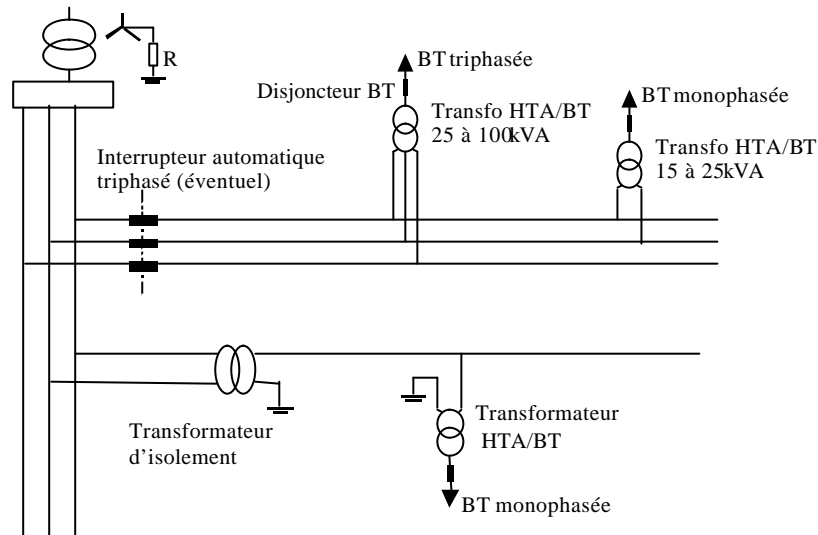 R
BT triphasée
Disjoncteur BT
Transfo HTA/BT
25 à 100kVA
BT monophasée
Transfo HTA/BT
15 à 25kVA
Interrupteur automatique
triphasé (éventuel)
Transformateur
d'isolement
Transformateur
HTA/BT
BT monophasée